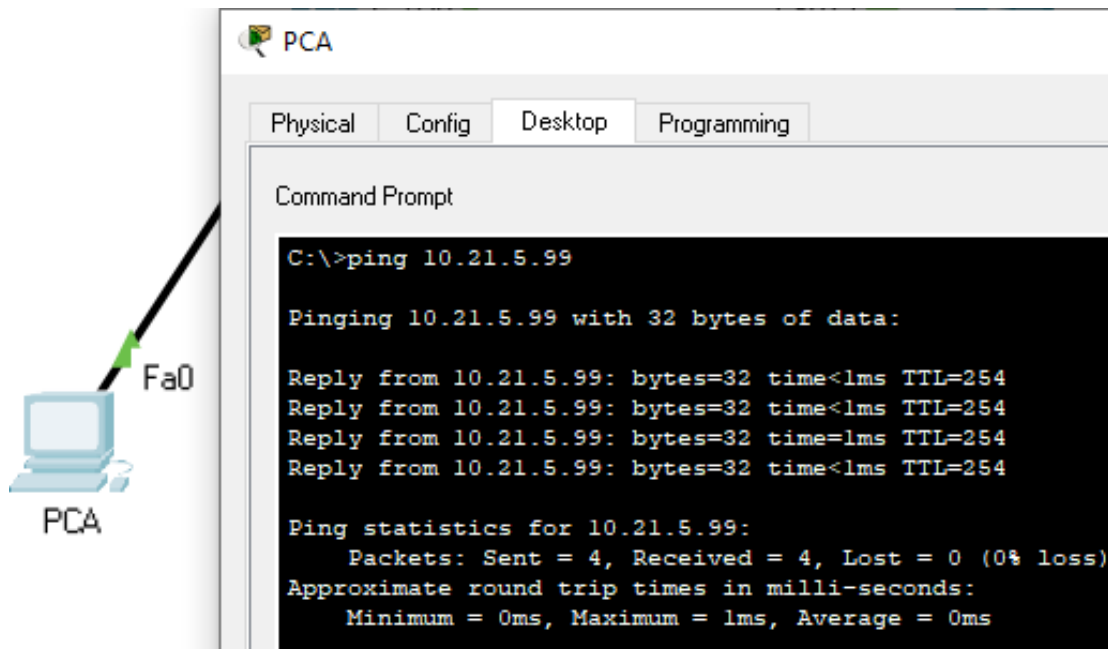 PCA
Physical Config Desktop Programming
Command Prompt
C:\>ping 10.21.5.99
Pinging 10.21.5.99 with 32 bytes of data:
Reply from 10.21.5.99: bytes=32 time<1ms TTL=254
Reply from 10.21.5.99: bytes=32 time<1ms TTL=254
Reply from 10.21.5.99: bytes=32 time=1ms TTL=254
Reply from 10.21.5.99: bytes=32 time<1ms TTL=254
Ping statistics for 10.21.5.99:
Packets: Sent = 4, Received = 4, Lost = 0 (0% loss)
Approximate round trip times in milli-seconds:
Minimum = 0ms, Maximum = 1ms, Average = 0ms
Fa0
PCA